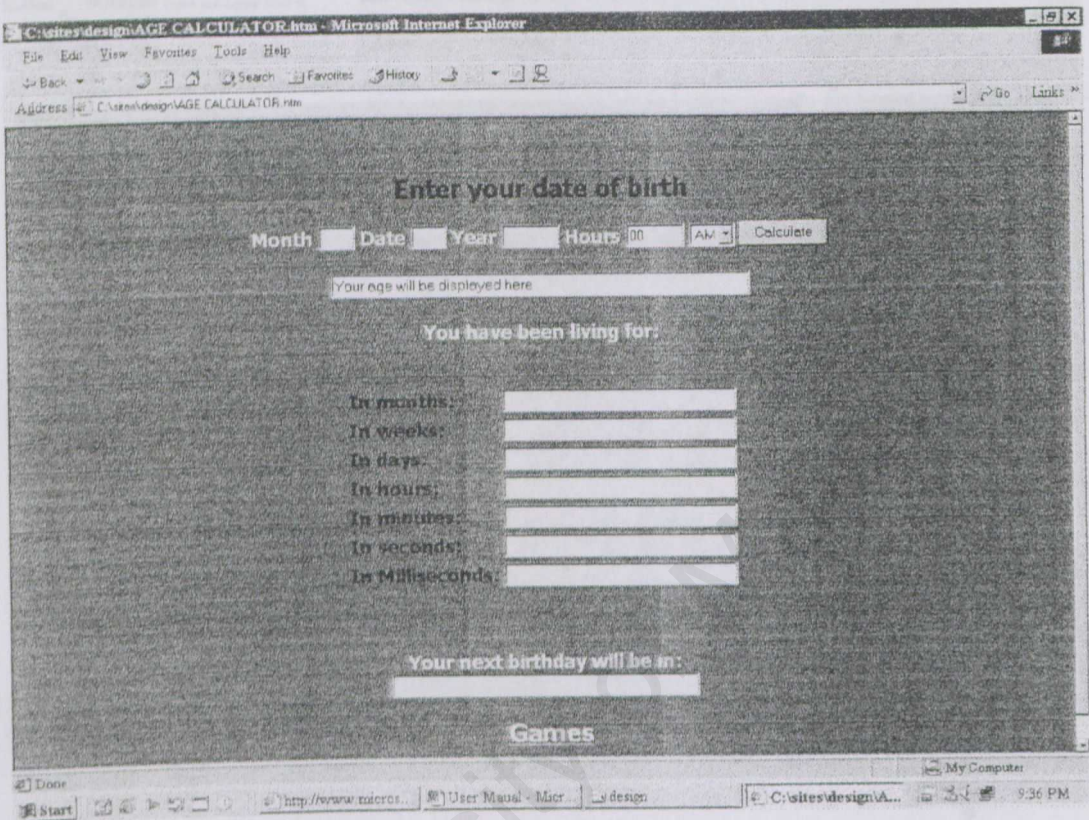 C:\sites\design\AGE CALCULATOR.htm - Microsoft Internet Explorer
File Edit View Favorites Tools Help
Back Search Favorites History
Address C:\sites\design\AGE CALCULATOR.htm Go Links »
Enter your date of birth
Month Date Year Hours 00 AM Calculate
Your age will be displayed here
You have been living for:
In months:
In weeks:
In days:
In hours:
In minutes:
In seconds:
In Milliseconds:
Your next birthday will be in:
Games
Done My Computer
Start http://www.micros... User Maual - Micr... design C:\sites\design\A... 9:36 PM